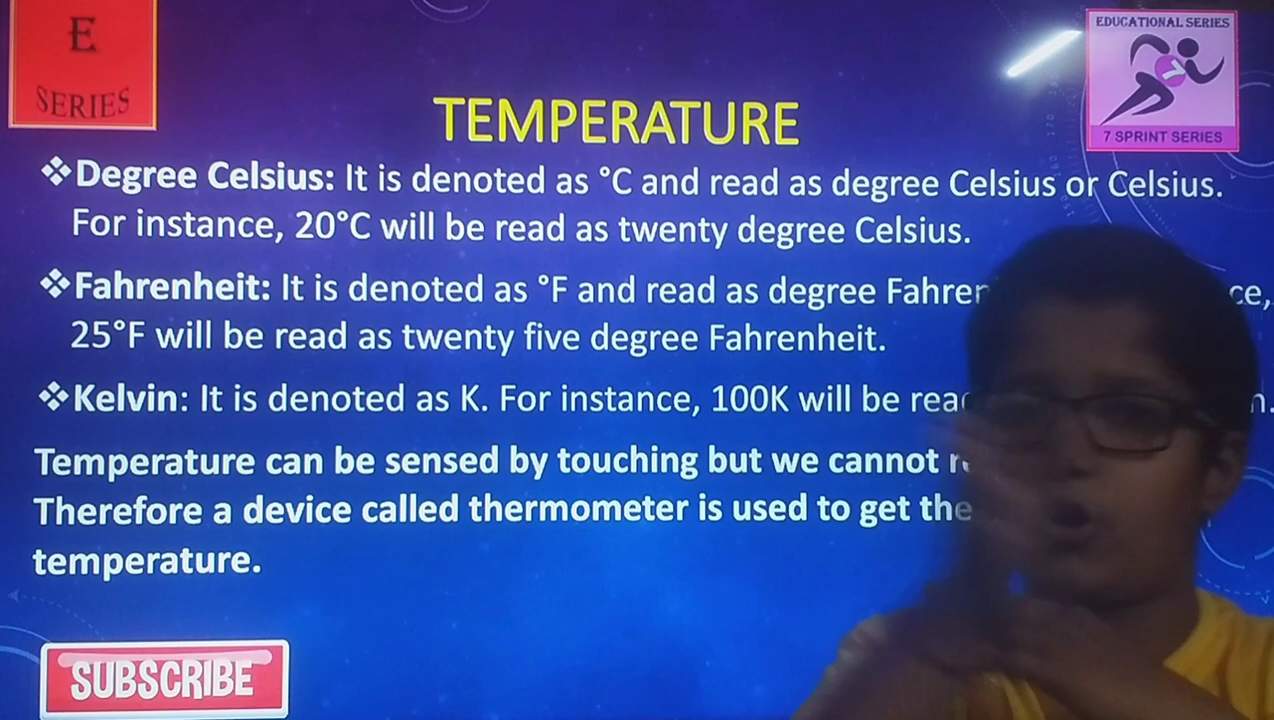 E
SERIES
EDUCATIONAL SERIES
7
7 SPRINT SERIES
TEMPERATURE
❖Degree Celsius: It is denoted as °C and read as degree Celsius or Celsius.
For instance, 20°C will be read as twenty degree Celsius.
❖Fahrenheit: It is denoted as °F and read as degree
25°F will be read as twenty five degree Fahrenheit.
❖Kelvin: It is denoted as K. For instance, 100K will be
Temperature can be sensed by touching but we cannot
Therefore a device called thermometer is used to get the
temperature.
SUBSCRIBE